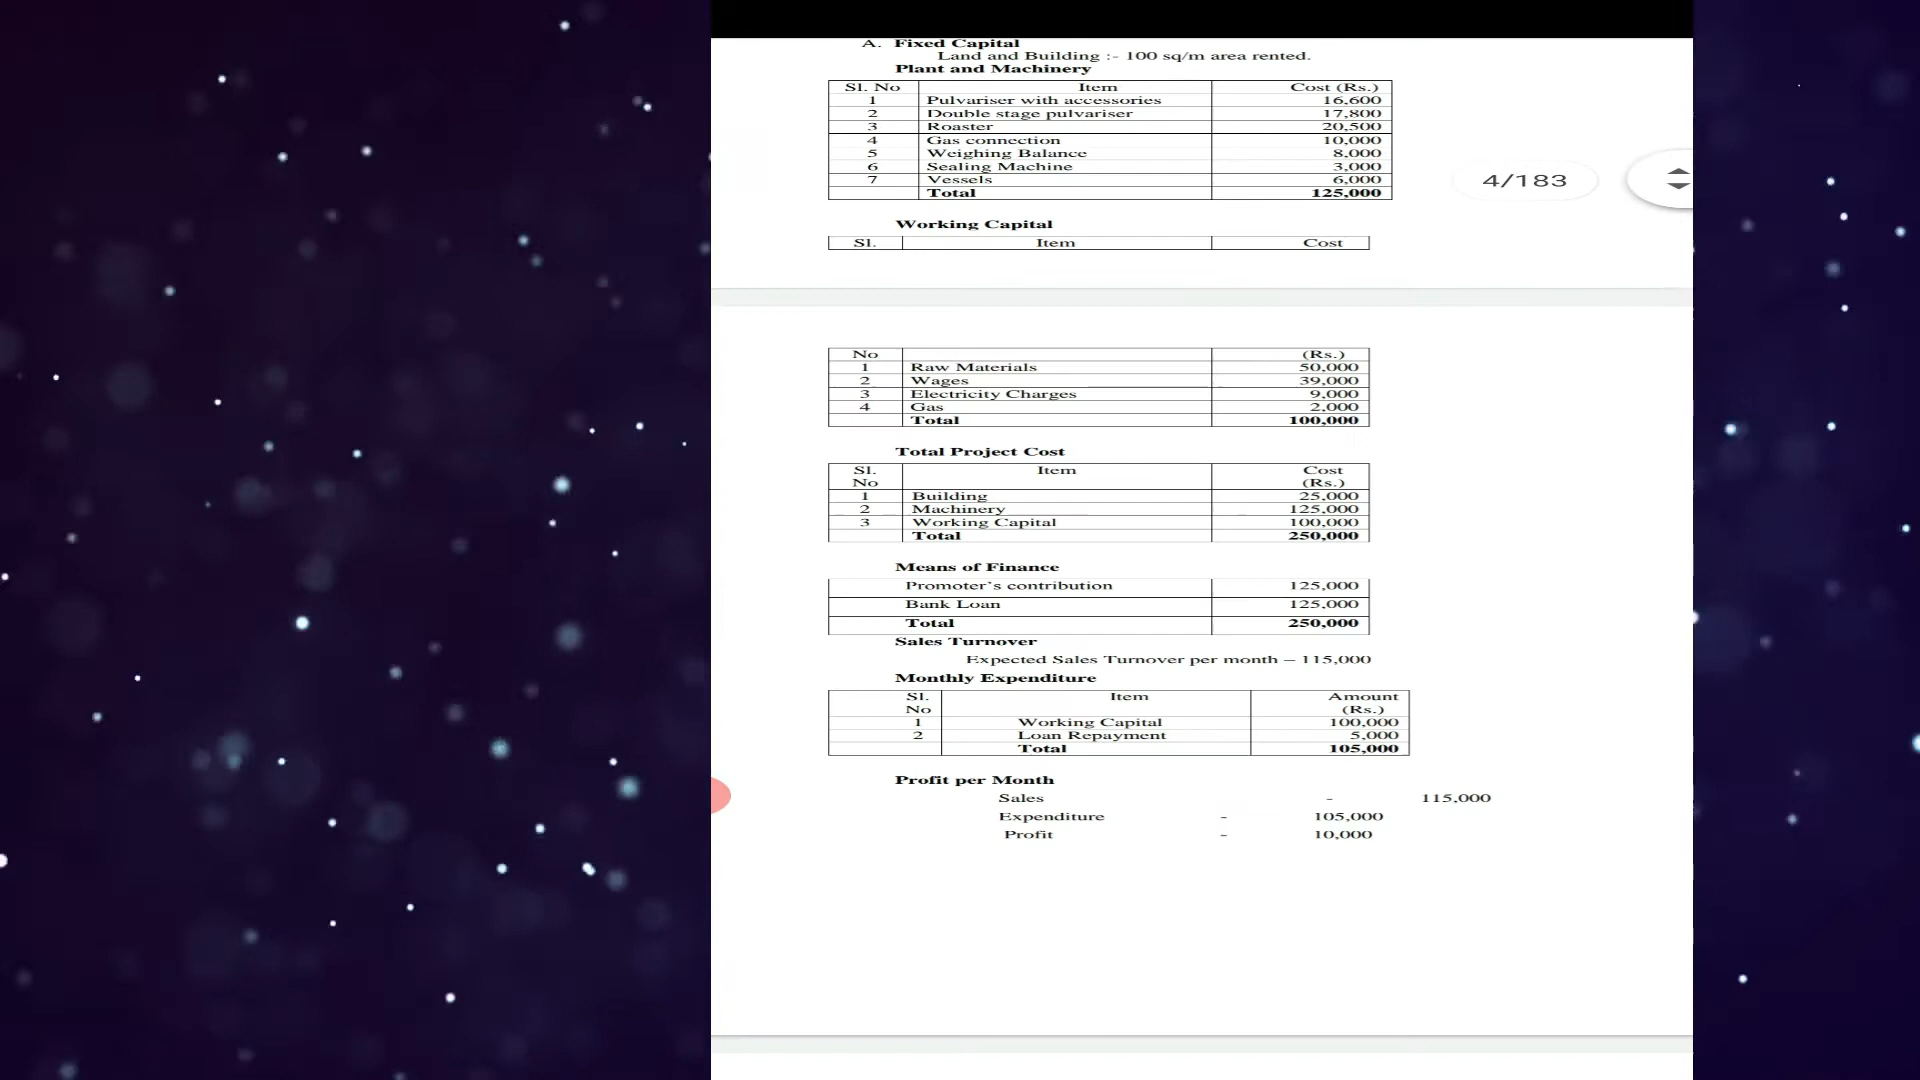 A. Fixed Capital
Land and Building :- 100 sq/m area rented.
Plant and Machinery
Sl. No Item Cost (Rs.)
1 Pulvariser with accessories 16,600
2 Double stage pulvariser 17,800
3 Roaster 20,500
4 Gas connection 10,000
5 Weighing Balance 8,000
6 Sealing Machine 3,000
7 Vessels 6,000
Total 125,000
4/183
Working Capital
Sl. Item Cost
No (Rs.)
1 Raw Materials 50,000
2 Wages 39,000
3 Electricity Charges 9,000
4 Gas 2,000
Total 100,000
Total Project Cost
Sl. Item Cost
No (Rs.)
1 Building 25,000
2 Machinery 125,000
3 Working Capital 100,000
Total 250,000
Means of Finance
Promoter's contribution 125,000
Bank Loan 125,000
Total 250,000
Sales Turnover
Expected Sales Turnover per month – 115,000
Monthly Expenditure
Sl. Item Amount
No (Rs.)
1 Working Capital 100,000
2 Loan Repayment 5,000
Total 105,000
Profit per Month
Sales - 115,000
Expenditure - 105,000
Profit - 10,000